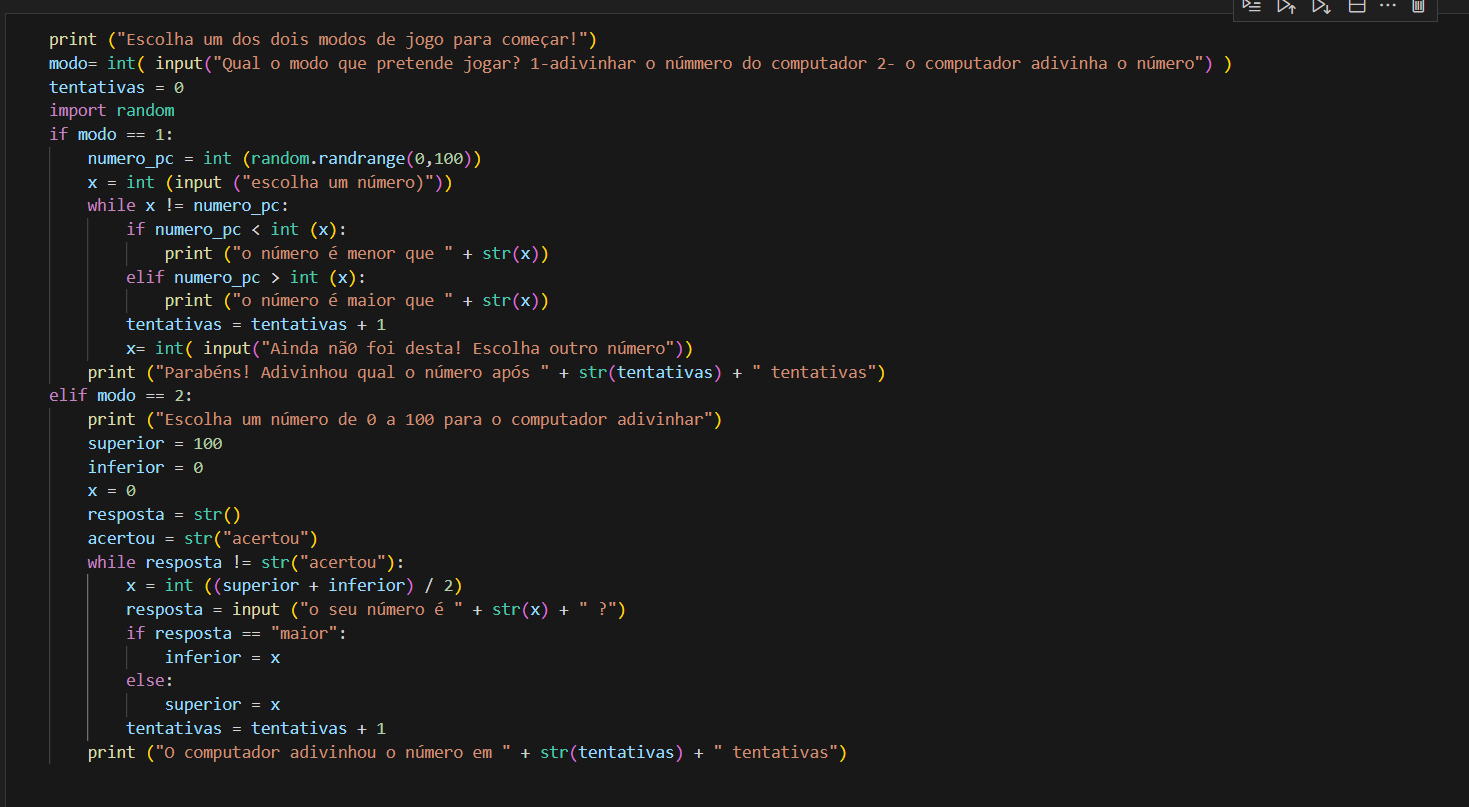 print ("Escolha um dos dois modos de jogo para começar!")
modo= int( input("Qual o modo que pretende jogar? 1-adivinhar o númmero do computador 2- o computador adivinha o número") )
tentativas = 0
import random
if modo == 1:
    numero_pc = int (random.randrange(0,100))
    x = int (input ("escolha um número)"))
    while x != numero_pc:
        if numero_pc < int (x):
            print ("o número é menor que " + str(x))
        elif numero_pc > int (x):
            print ("o número é maior que " + str(x))
        tentativas = tentativas + 1
        x= int( input("Ainda nã0 foi desta! Escolha outro número"))
    print ("Parabéns! Adivinhou qual o número após " + str(tentativas) + " tentativas")
elif modo == 2:
    print ("Escolha um número de 0 a 100 para o computador adivinhar")
    superior = 100
    inferior = 0
    x = 0
    resposta = str()
    acertou = str("acertou")
    while resposta != str("acertou"):
        x = int ((superior + inferior) / 2)
        resposta = input ("o seu número é " + str(x) + " ?")
        if resposta == "maior":
            inferior = x
        else:
            superior = x
        tentativas = tentativas + 1
    print ("O computador adivinhou o número em " + str(tentativas) + " tentativas")